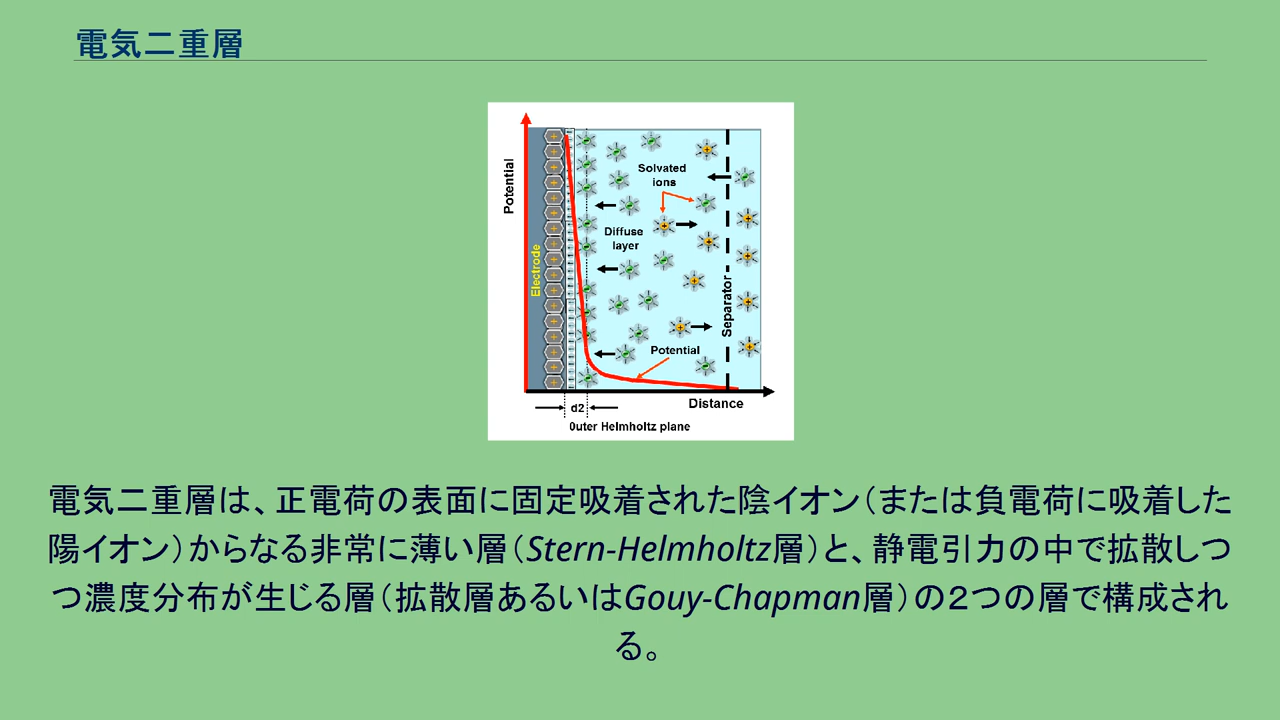 電気二重層
Potential
Electrode
Solvated
ions
Diffuse
layer
Separator
Potential
Distance
d2
0uter Helmholtz plane
電気二重層は、正電荷の表面に固定吸着された陰イオン（または負電荷に吸着した
陽イオン）からなる非常に薄い層（Stern-Helmholtz層）と、静電引力の中で拡散しつ
つ濃度分布が生じる層（拡散層あるいはGouy-Chapman層）の２つの層で構成され
る。